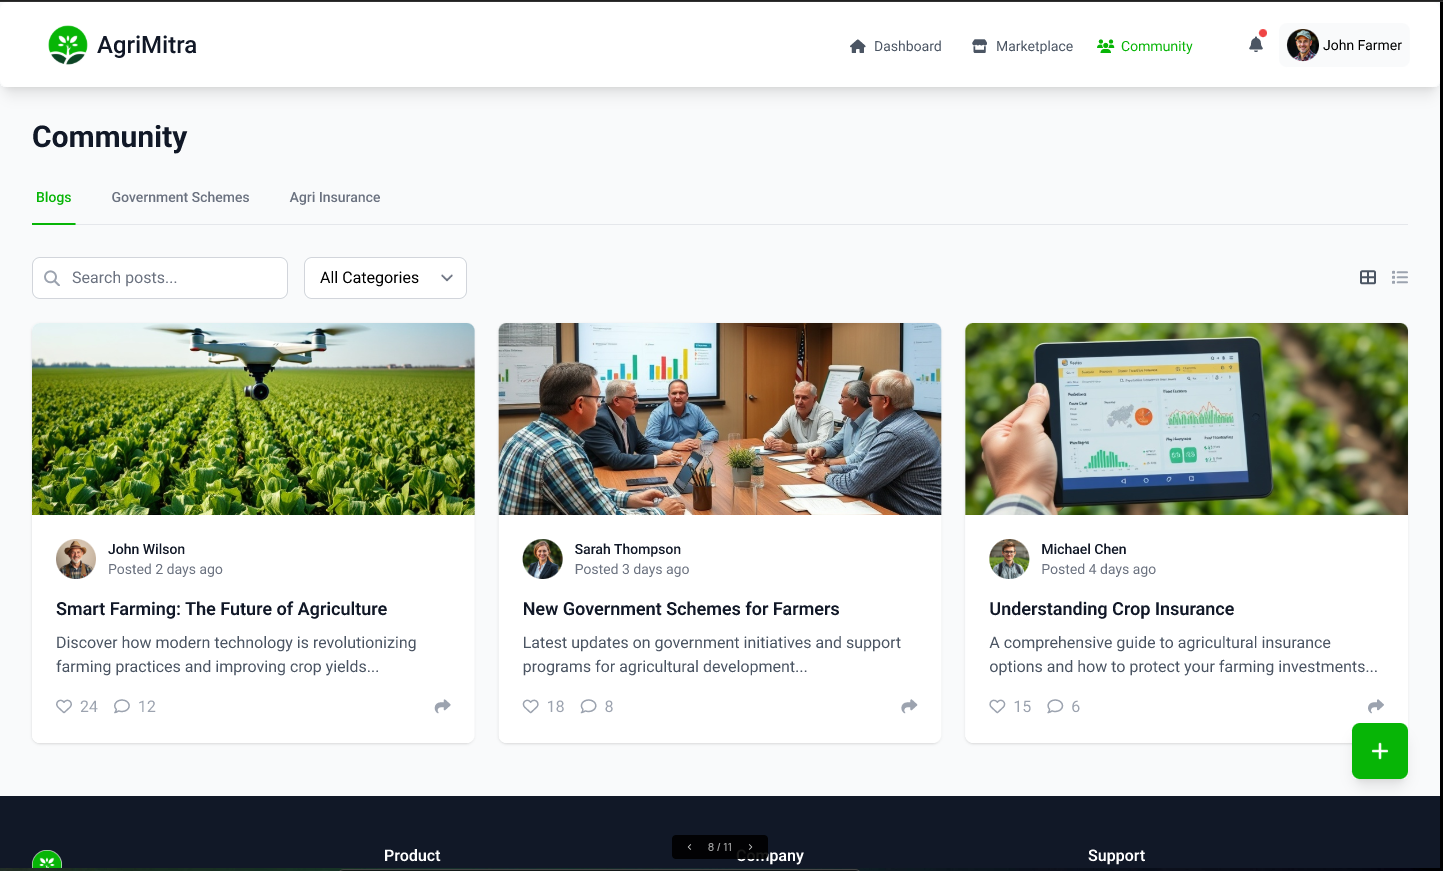 AgriMitra
Dashboard
Marketplace
Community
John Farmer
Community
Blogs
Government Schemes
Agri Insurance
Search posts...
All Categories
John Wilson
Posted 2 days ago
Smart Farming: The Future of Agriculture
Discover how modern technology is revolutionizing
farming practices and improving crop yields...
24
12
Sarah Thompson
Posted 3 days ago
New Government Schemes for Farmers
Latest updates on government initiatives and support
programs for agricultural development...
18
8
Michael Chen
Posted 4 days ago
Understanding Crop Insurance
A comprehensive guide to agricultural insurance
options and how to protect your farming investments...
15
6
+
8 / 11
Product
Company
Support